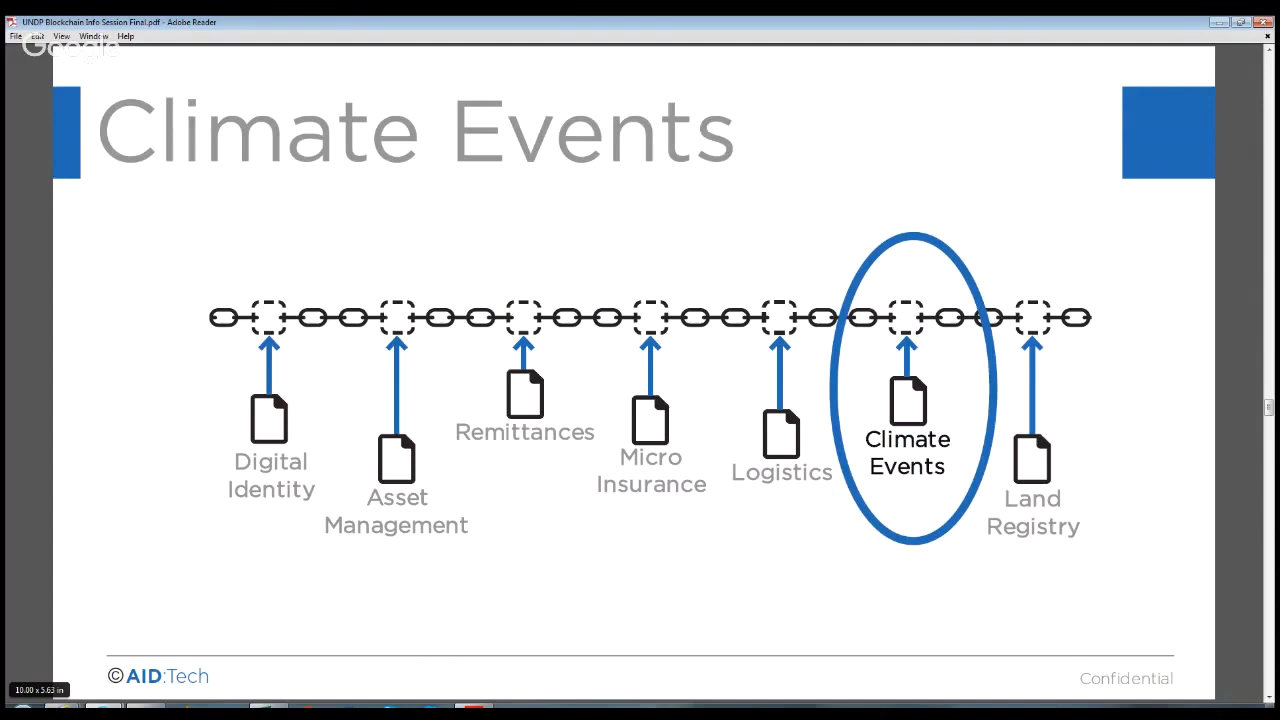 UNDP Blockchain Info Session Final.pdf - Adobe Reader
File Edit View Window Help
Google
Climate Events
Digital
Identity
Asset
Management
Remittances
Micro
Insurance
Logistics
Climate
Events
Land
Registry
©AID:Tech
Confidential
10.00 x 5.63 in